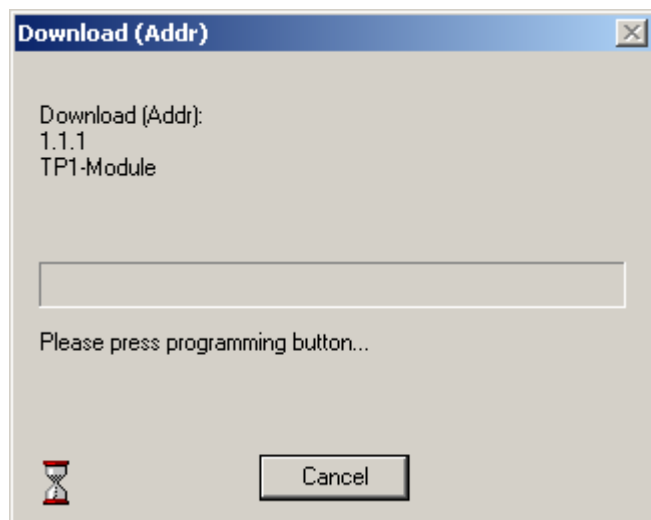 Download (Addr)
Download (Addr):
1.1.1
TP1-Module
Please press programming button...
Cancel